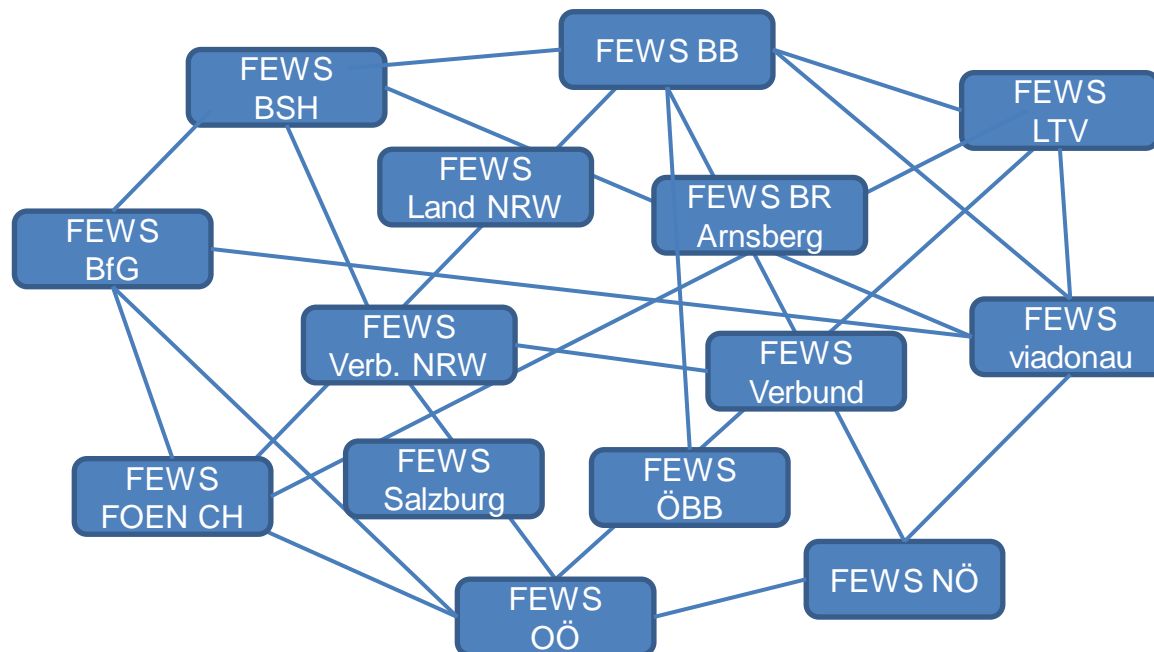 FEWS BB
FEWS
BSH
FEWS
LTV
FEWS
Land NRW
FEWS BR
Arnsberg
FEWS
BfG
FEWS
viadonau
FEWS
Verb. NRW
FEWS
Verbund
FEWS
FOEN CH
FEWS
Salzburg
FEWS
ÖBB
FEWS NÖ
FEWS
OÖ